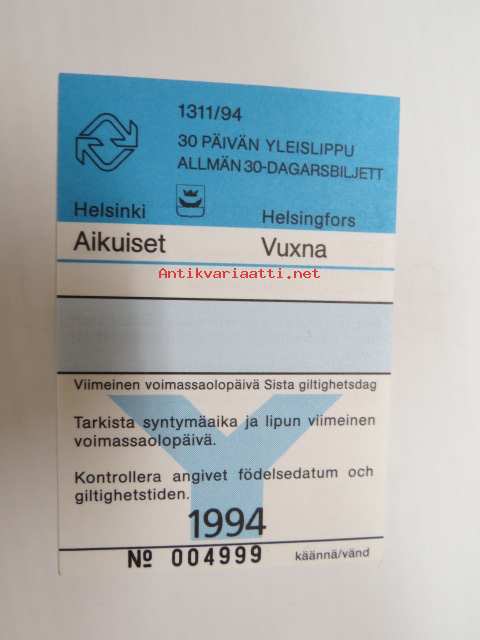 1311/94
30 PÄIVÄN YLEISLIPPU
ALLMÄN 30-DAGARSBILJETT
Helsinki Helsingfors
Aikuiset Vuxna
Antikvariaatti.net
Viimeinen voimassaolopäivä Sista giltighetsdag
Tarkista syntymäaika ja lipun viimeinen
voimassaolopäivä.
Kontrollera angivet födelsedatum och
giltighetstiden.
Y
1994
Nº 004999
käännä/vänd